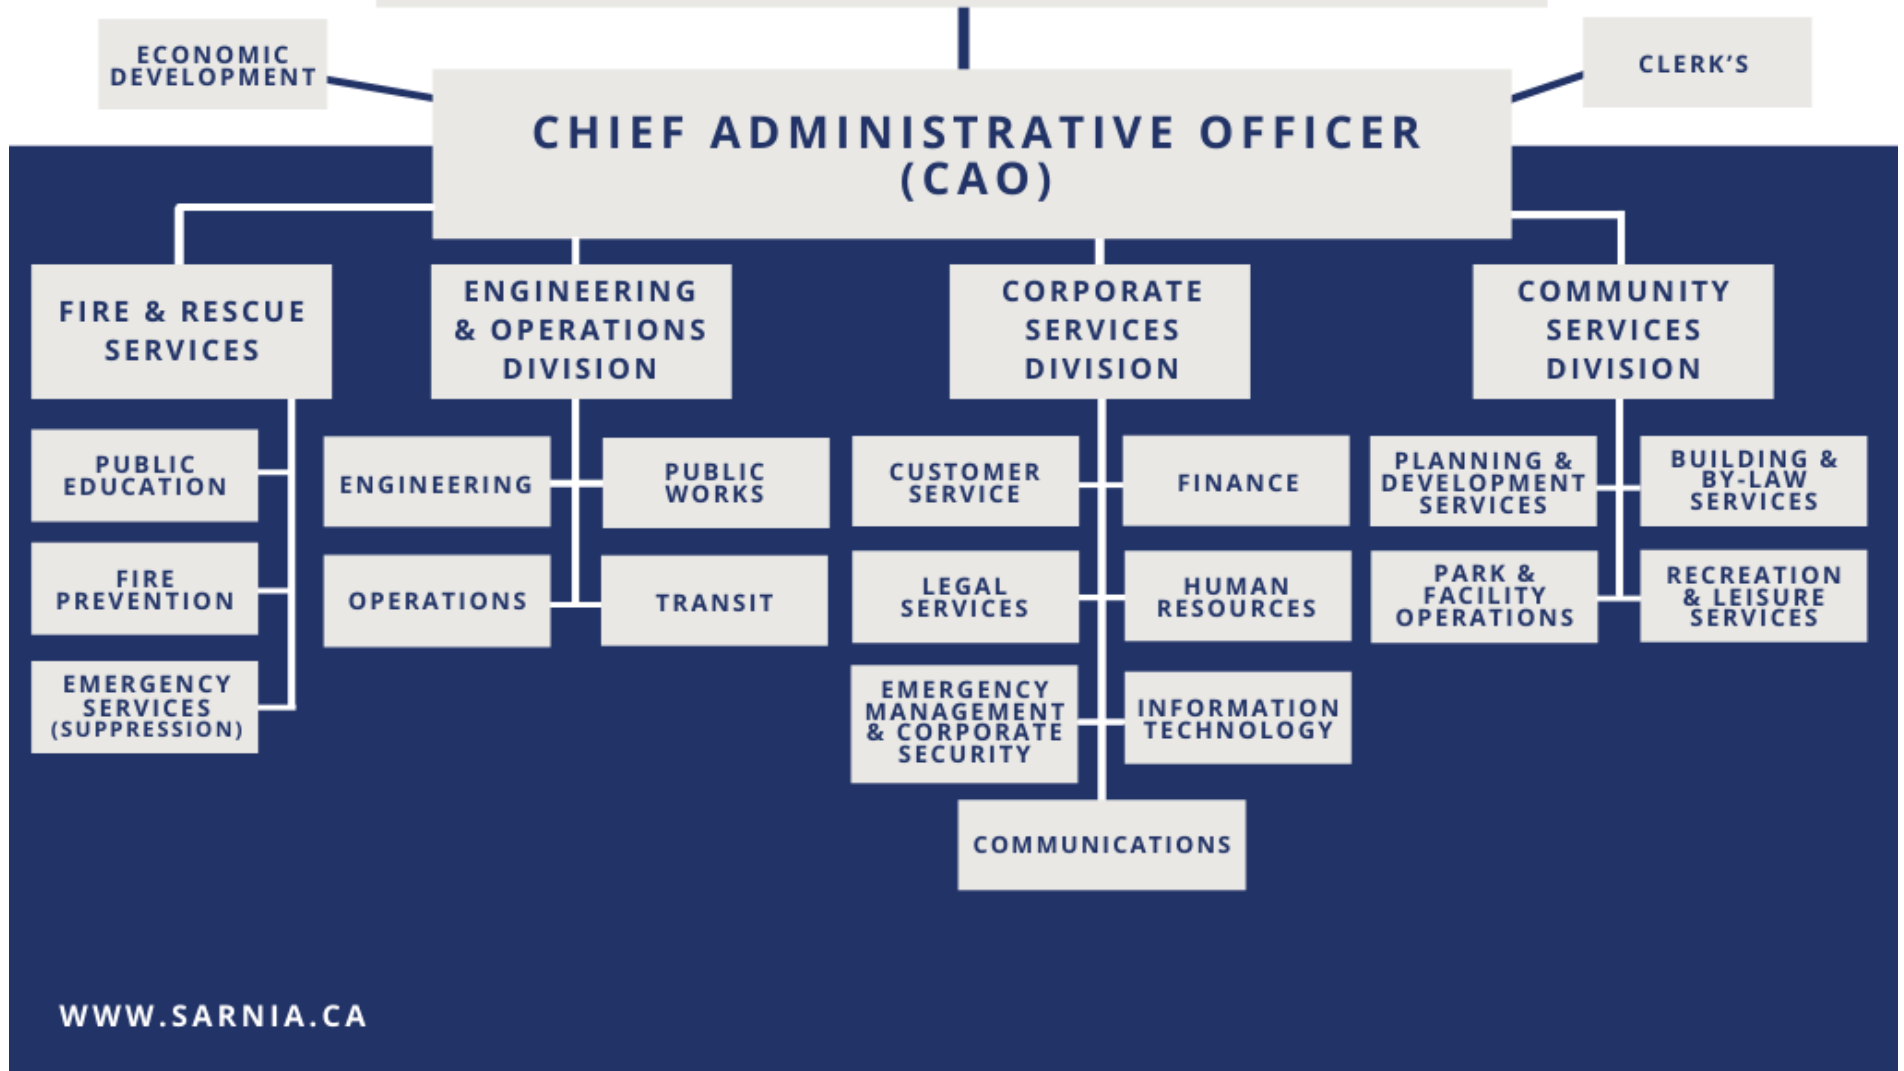 ECONOMIC
DEVELOPMENT
CLERK’S
CHIEF ADMINISTRATIVE OFFICER
(CAO)
FIRE & RESCUE
SERVICES
ENGINEERING
& OPERATIONS
DIVISION
CORPORATE
SERVICES
DIVISION
COMMUNITY
SERVICES
DIVISION
PUBLIC
EDUCATION
FIRE
PREVENTION
EMERGENCY
SERVICES
(SUPPRESSION)
ENGINEERING
PUBLIC
WORKS
OPERATIONS
TRANSIT
CUSTOMER
SERVICE
FINANCE
LEGAL
SERVICES
HUMAN
RESOURCES
EMERGENCY
MANAGEMENT
& CORPORATE
SECURITY
INFORMATION
TECHNOLOGY
COMMUNICATIONS
PLANNING &
DEVELOPMENT
SERVICES
BUILDING &
BY-LAW
SERVICES
PARK &
FACILITY
OPERATIONS
RECREATION
& LEISURE
SERVICES
WWW.SARNIA.CA